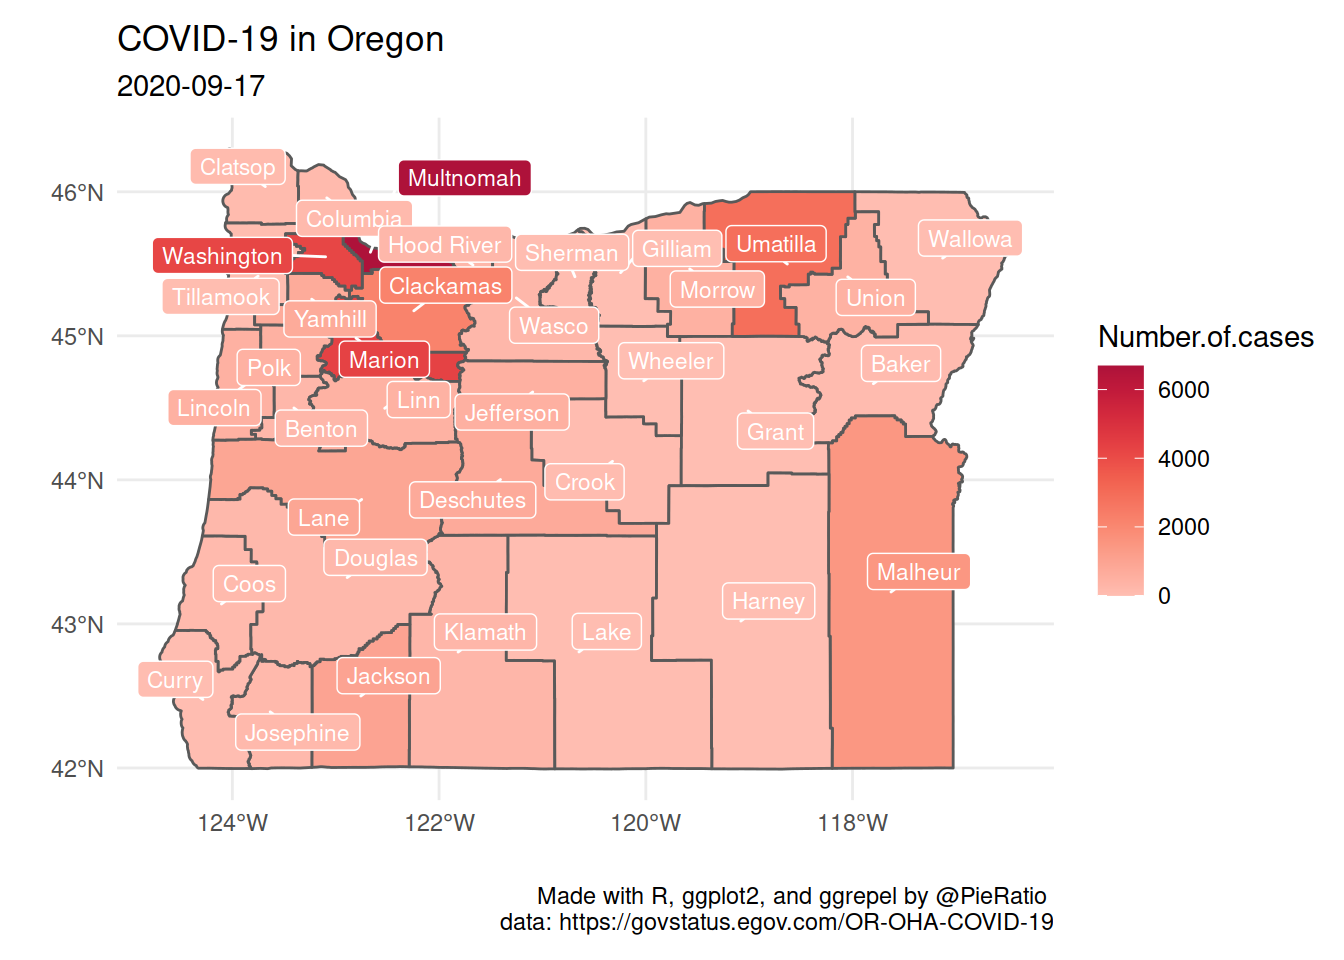 COVID-19 in Oregon
2020-09-17
Clatsop
Multnomah
46°N
Columbia
Washington
Hood River
Sherman
Gilliam
Umatilla
Wallowa
Tillamook
Clackamas
Morrow
Union
Yamhill
Wasco
45°N
Marion
Polk
Wheeler
Baker
Lincoln
Linn
Jefferson
Benton
Grant
44°N
Crook
Deschutes
Lane
Douglas
Coos
Malheur
Harney
43°N
Klamath
Lake
Curry
Jackson
Josephine
42°N
124°W
122°W
120°W
118°W
Number.of.cases
6000
4000
2000
0
Made with R, ggplot2, and ggrepel by @PieRatio
data: https://govstatus.egov.com/OR-OHA-COVID-19